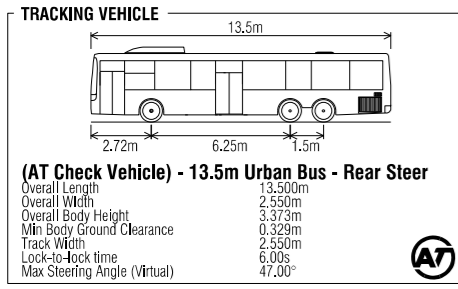 TRACKING VEHICLE
13.5m
2.72m 6.25m 1.5m
(AT Check Vehicle) - 13.5m Urban Bus - Rear Steer
Overall Length 13.500m
Overall Width 2.550m
Overall Body Height 3.373m
Min Body Ground Clearance 0.329m
Track Width 2.550m
Lock-to-lock time 6.00s
Max Steering Angle (Virtual) 47.00°
AT